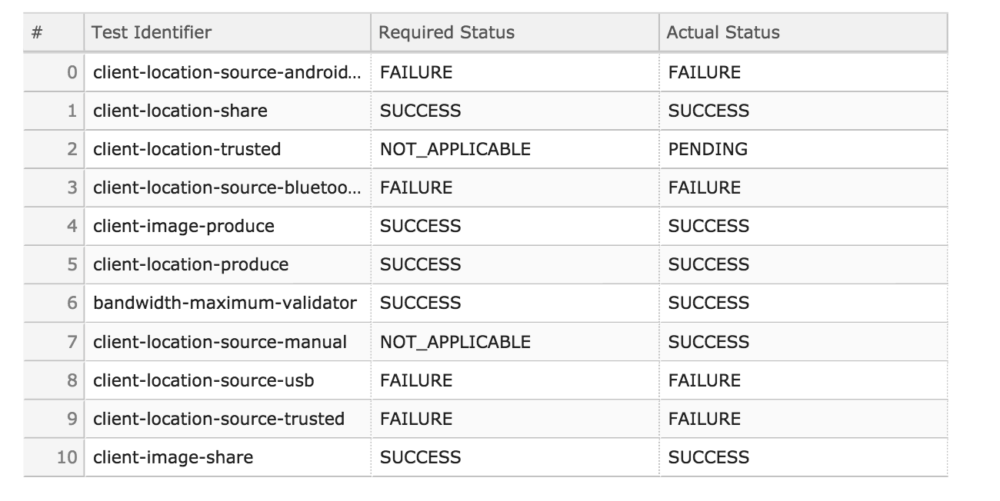 # Test Identifier Required Status Actual Status
0 client-location-source-android... FAILURE FAILURE
1 client-location-share SUCCESS SUCCESS
2 client-location-trusted NOT_APPLICABLE PENDING
3 client-location-source-bluetoo... FAILURE FAILURE
4 client-image-produce SUCCESS SUCCESS
5 client-location-produce SUCCESS SUCCESS
6 bandwidth-maximum-validator SUCCESS SUCCESS
7 client-location-source-manual NOT_APPLICABLE SUCCESS
8 client-location-source-usb FAILURE FAILURE
9 client-location-source-trusted FAILURE FAILURE
10 client-image-share SUCCESS SUCCESS